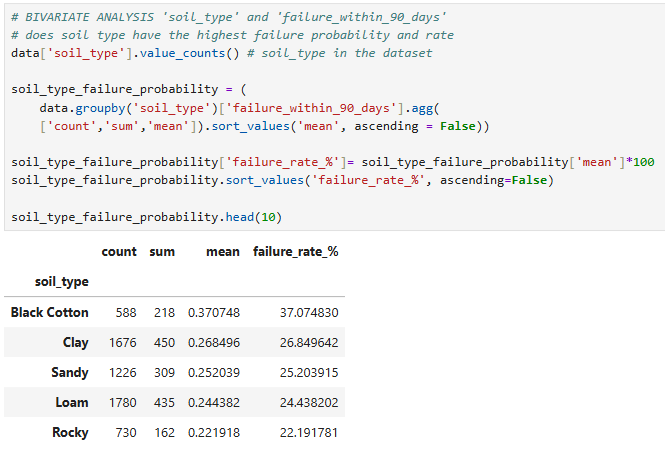 # BIVARIATE ANALYSIS 'soil_type' and 'failure_within_90_days'
# does soil type have the highest failure probability and rate
data['soil_type'].value_counts() # soil_type in the dataset

soil_type_failure_probability = (
    data.groupby('soil_type')['failure_within_90_days'].agg(
    ['count','sum','mean']).sort_values('mean', ascending = False))

soil_type_failure_probability['failure_rate_%']= soil_type_failure_probability['mean']*100
soil_type_failure_probability.sort_values('failure_rate_%', ascending=False)

soil_type_failure_probability.head(10)
count sum mean failure_rate_%
soil_type
Black Cotton 588 218 0.370748 37.074830
Clay 1676 450 0.268496 26.849642
Sandy 1226 309 0.252039 25.203915
Loam 1780 435 0.244382 24.438202
Rocky 730 162 0.221918 22.191781